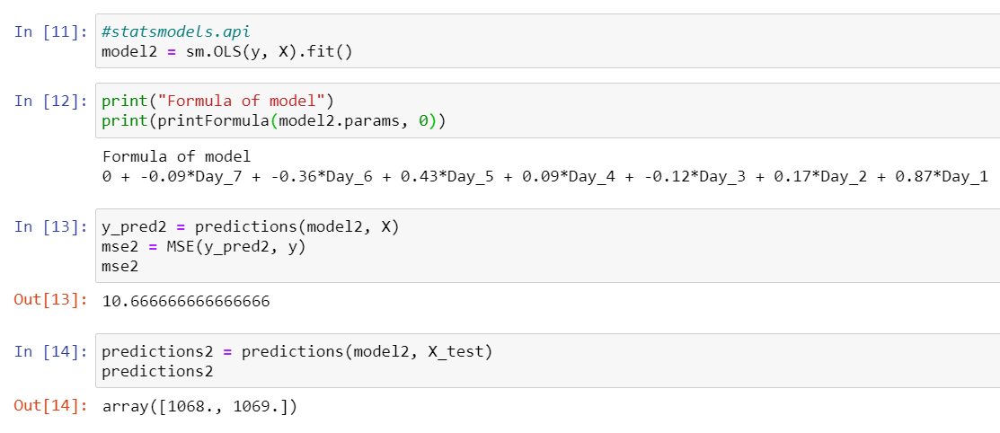 In [11]: #statsmodels.api
model2 = sm.OLS(y, X).fit()
In [12]: print("Formula of model")
print(printFormula(model2.params, 0))
Formula of model
0 + -0.09*Day_7 + -0.36*Day_6 + 0.43*Day_5 + 0.09*Day_4 + -0.12*Day_3 + 0.17*Day_2 + 0.87*Day_1
In [13]: y_pred2 = predictions(model2, X)
mse2 = MSE(y_pred2, y)
mse2
Out[13]: 10.666666666666666
In [14]: predictions2 = predictions(model2, X_test)
predictions2
Out[14]: array([1068., 1069.])